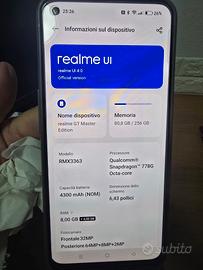 23:26
Informazioni sul dispositivo
realme UI
realme UI 4.0
Official version
Nome dispositivo
realme GT Master
Edition
Memoria
80,8 GB / 256 GB
Modello
RMX3363
Processore
Qualcomm®
Snapdragon™ 778G
Octa-core
Capacità batteria
4300 mAh (NOM)
Dimensione dello
schermo
6,43 pollici
RAM
8,00 GB
Fotocamere
Frontale 32MP
Posteriore 64MP+8MP+2MP
subito